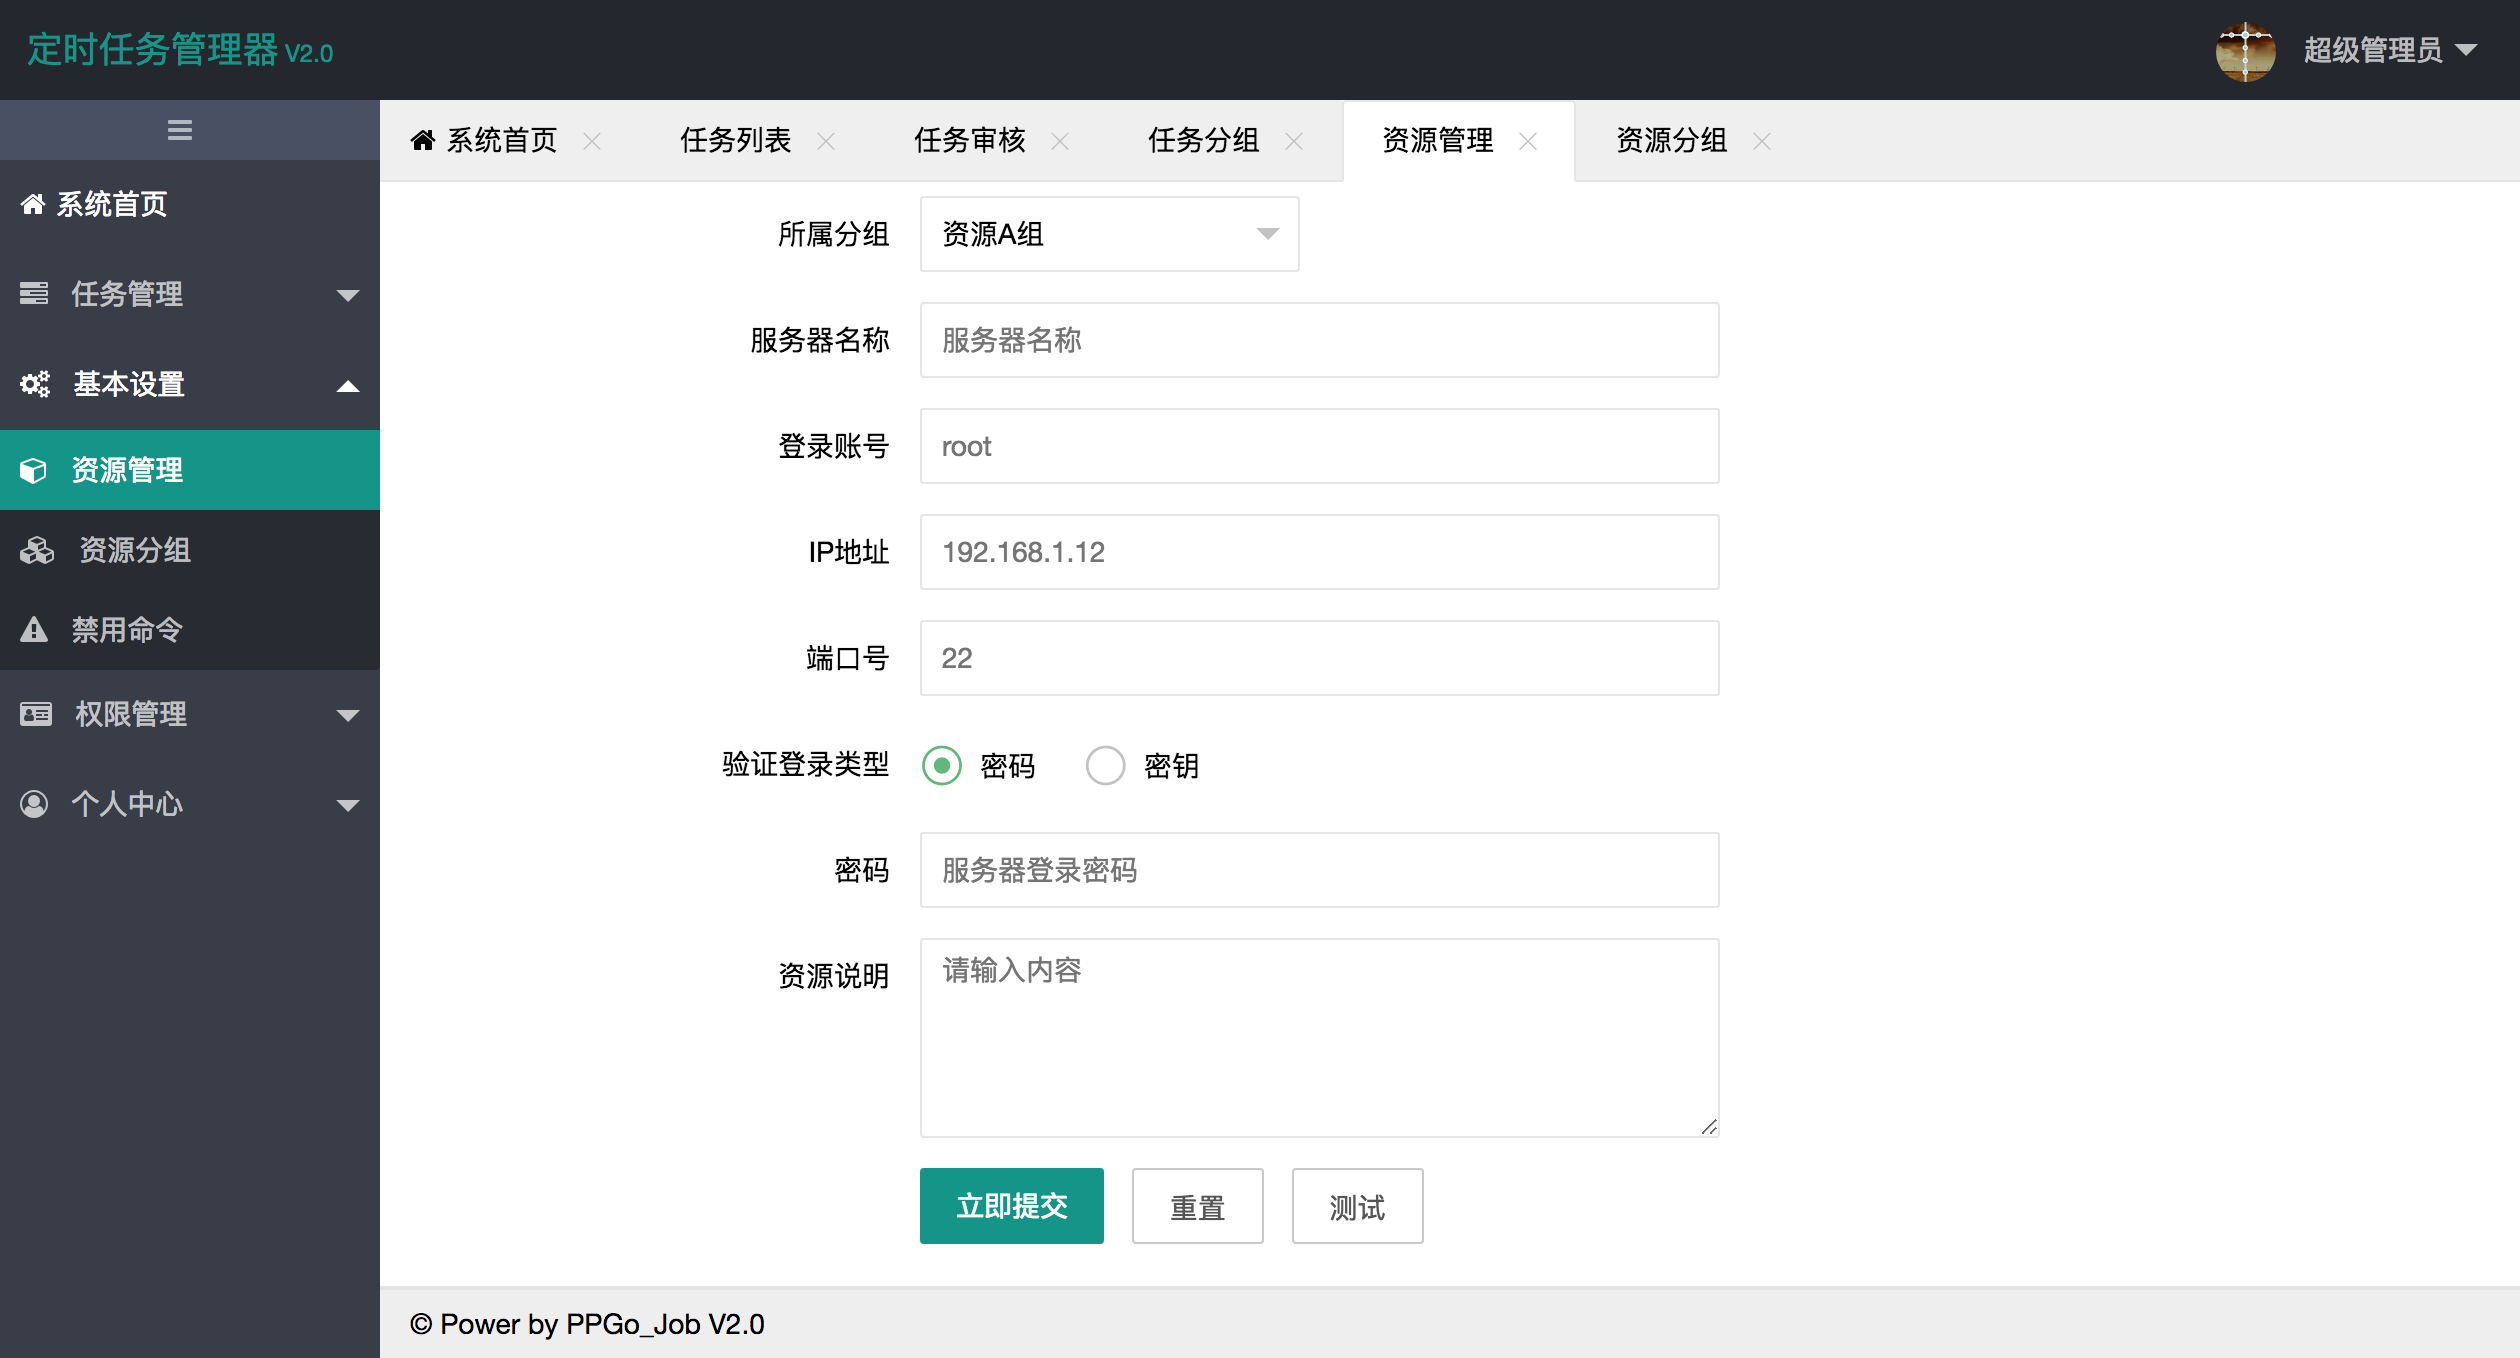 定时任务管理器 V2.0
超级管理员
系统首页
任务管理
基本设置
资源管理
资源分组
禁用命令
权限管理
个人中心
系统首页 任务列表 任务审核 任务分组 资源管理 资源分组
所属分组 资源A组
服务器名称 服务器名称
登录账号 root
IP地址 192.168.1.12
端口号 22
验证登录类型 密码 密钥
密码 服务器登录密码
资源说明 请输入内容
立即提交 重置 测试
© Power by PPGo_Job V2.0